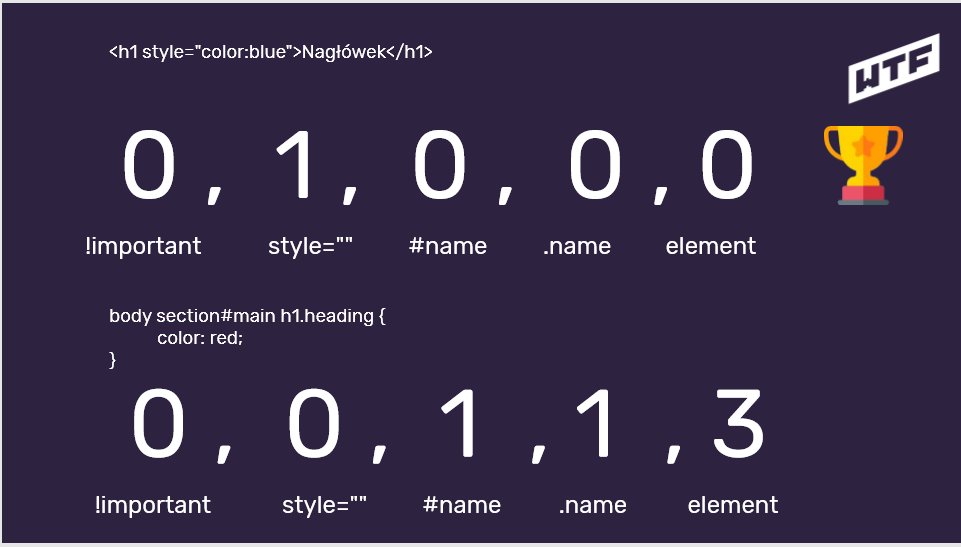 <h1 style="color:blue">Nagłówek</h1>
WTF
0 , 1 , 0 , 0 , 0
!important style="" #name .name element
body section#main h1.heading {
color: red;
}
0 , 0 , 1 , 1 , 3
!important style="" #name .name element